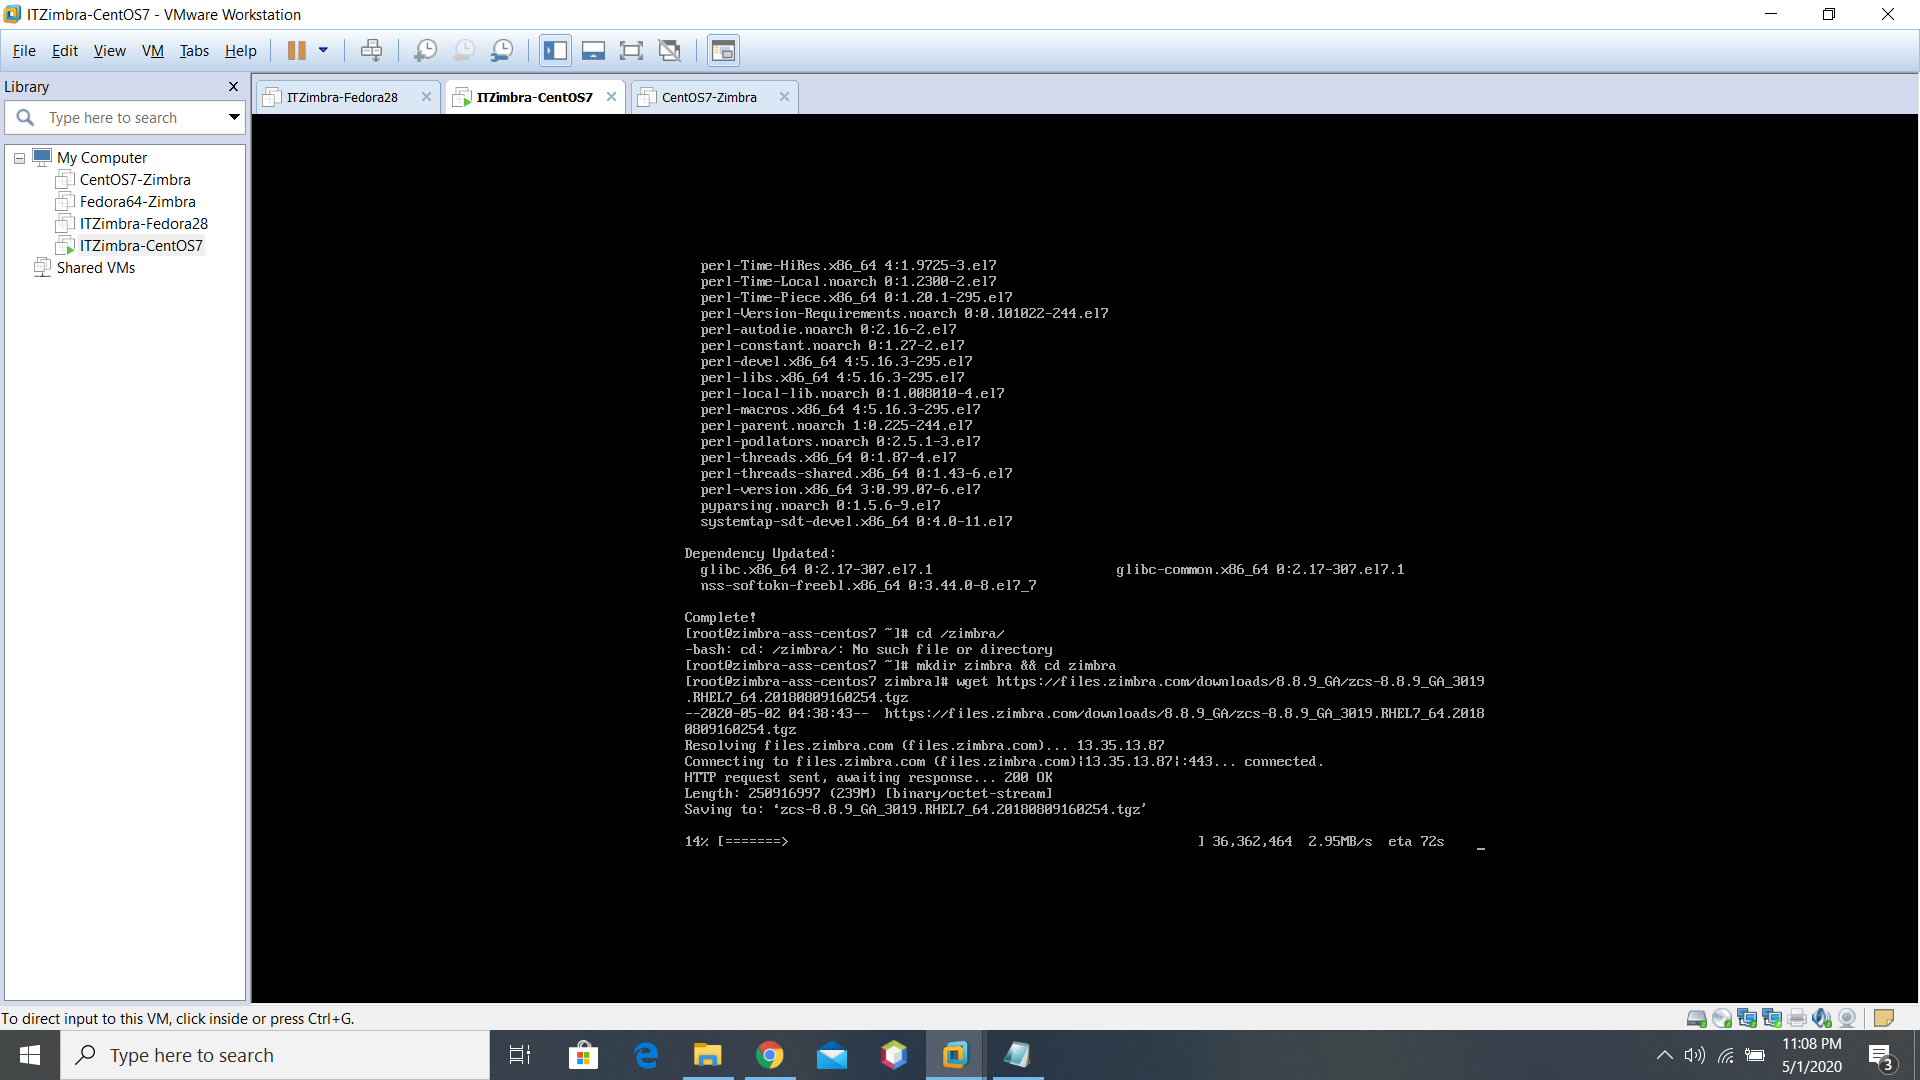 ITZimbra-CentOS7 - VMware Workstation
File Edit View VM Tabs Help
Library
Type here to search
My Computer
CentOS7-Zimbra
Fedora64-Zimbra
ITZimbra-Fedora28
ITZimbra-CentOS7
Shared VMs
ITZimbra-Fedora28 ITZimbra-CentOS7 CentOS7-Zimbra
perl-Time-HiRes.x86_64 4:1.9725-3.el7
perl-Time-Local.noarch 0:1.2300-2.el7
perl-Time-Piece.x86_64 0:1.20.1-295.el7
perl-Version-Requirements.noarch 0:0.101022-244.el7
perl-autodie.noarch 0:2.16-2.el7
perl-constant.noarch 0:1.27-2.el7
perl-devel.x86_64 4:5.16.3-295.el7
perl-libs.x86_64 4:5.16.3-295.el7
perl-local-lib.noarch 0:1.008010-4.el7
perl-macros.x86_64 4:5.16.3-295.el7
perl-parent.noarch 1:0.225-244.el7
perl-podlators.noarch 0:2.5.1-3.el7
perl-threads.x86_64 0:1.87-4.el7
perl-threads-shared.x86_64 0:1.43-6.el7
perl-version.x86_64 3:0.99.07-6.el7
pyparsing.noarch 0:1.5.6-9.el7
systemtap-sdt-devel.x86_64 0:4.0-11.el7
Dependency Updated:
glibc.x86_64 0:2.17-307.el7.1 glibc-common.x86_64 0:2.17-307.el7.1
nss-softokn-freebl.x86_64 0:3.44.0-8.el7_7
Complete!
[root@zimbra-ass-centos7 ~]# cd /zimbra/
-bash: cd: /zimbra/: No such file or directory
[root@zimbra-ass-centos7 ~]# mkdir zimbra && cd zimbra
[root@zimbra-ass-centos7 zimbra]# wget https://files.zimbra.com/downloads/8.8.9_GA/zcs-8.8.9_GA_3019
.RHEL7_64.20180809160254.tgz
--2020-05-02 04:38:43-- https://files.zimbra.com/downloads/8.8.9_GA/zcs-8.8.9_GA_3019.RHEL7_64.2018
0809160254.tgz
Resolving files.zimbra.com (files.zimbra.com)... 13.35.13.87
Connecting to files.zimbra.com (files.zimbra.com)|13.35.13.87|:443... connected.
HTTP request sent, awaiting response... 200 OK
Length: 250916997 (239M) [binary/octet-stream]
Saving to: ‘zcs-8.8.9_GA_3019.RHEL7_64.20180809160254.tgz’
14% [=======> ] 36,362,464 2.95MB/s eta 72s _
To direct input to this VM, click inside or press Ctrl+G.
Type here to search
11:08 PM
5/1/2020
3